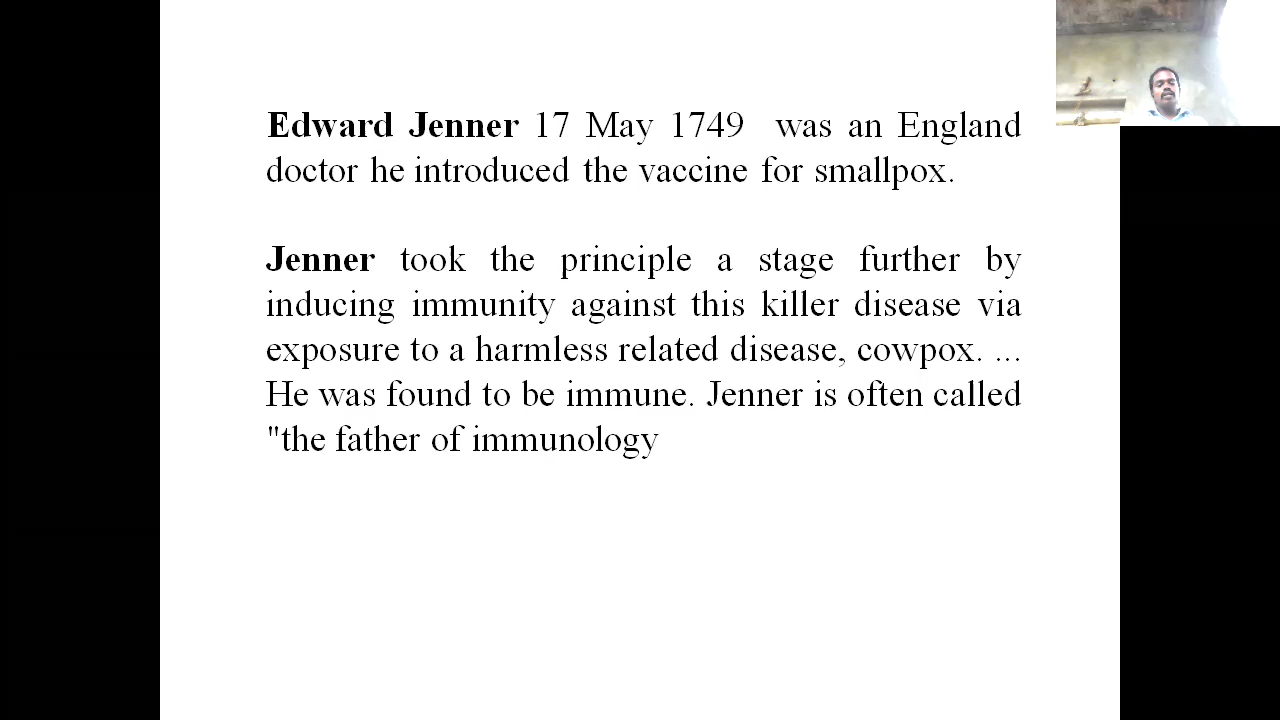 Edward Jenner 17 May 1749 was an England
doctor he introduced the vaccine for smallpox.
Jenner took the principle a stage further by
inducing immunity against this killer disease via
exposure to a harmless related disease, cowpox. ...
He was found to be immune. Jenner is often called
"the father of immunology